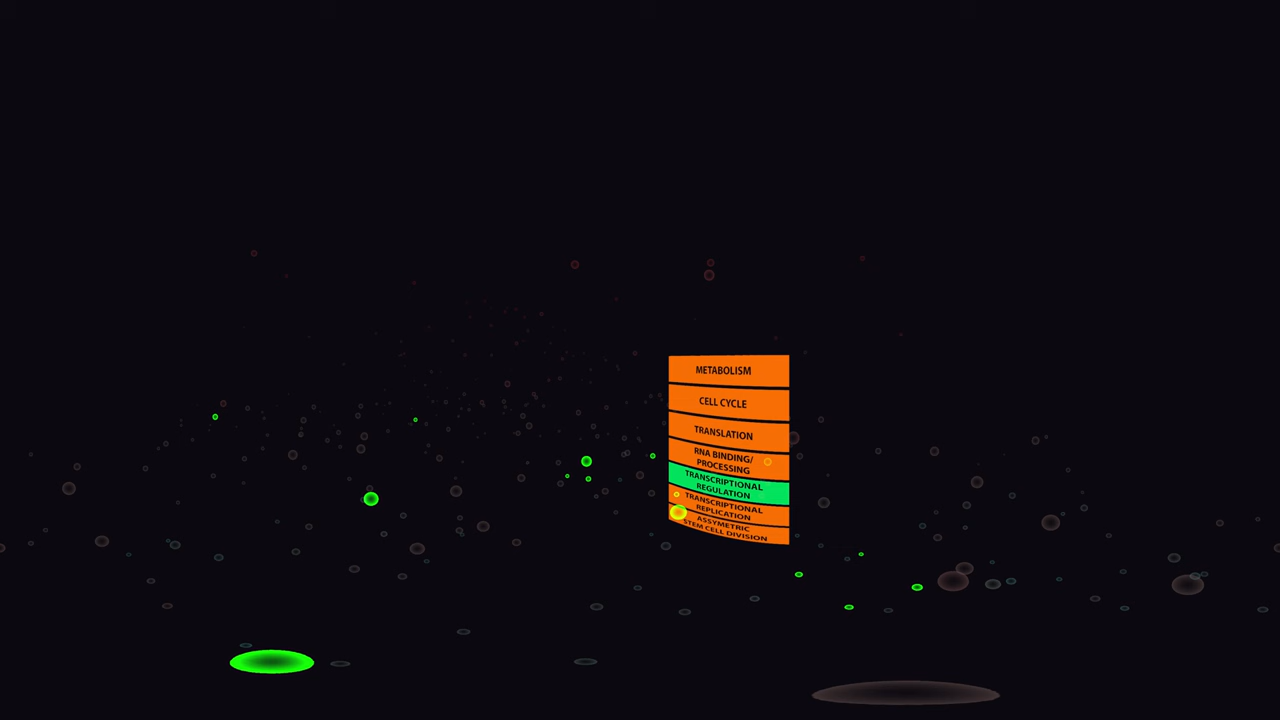 METABOLISM
CELL CYCLE
TRANSLATION
RNA BINDING/
PROCESSING
TRANSCRIPTIONAL
REGULATION
TRANSCRIPTIONAL
REPLICATION
ASSYMETRIC
STEM CELL DIVISION